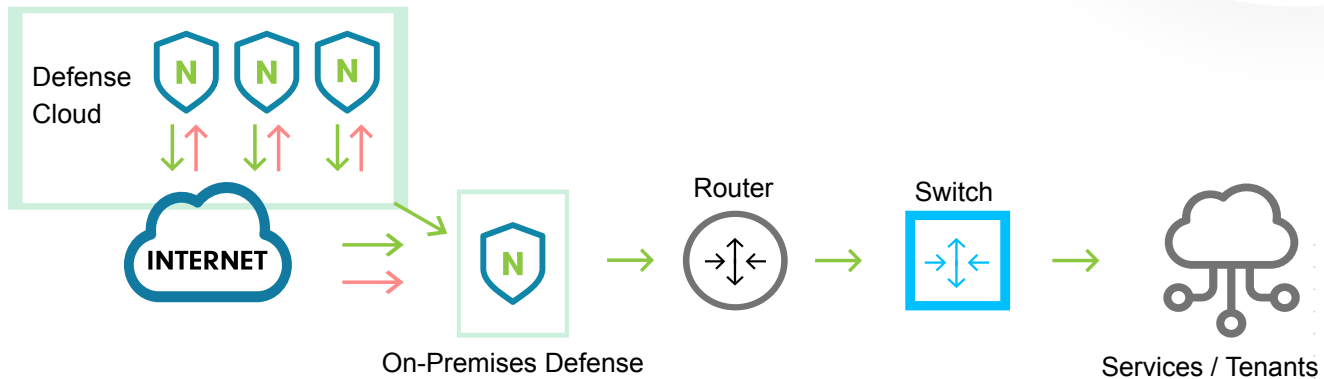 Defense
Cloud
N
N
N
INTERNET
N
On-Premises Defense
Router
Switch
Services / Tenants